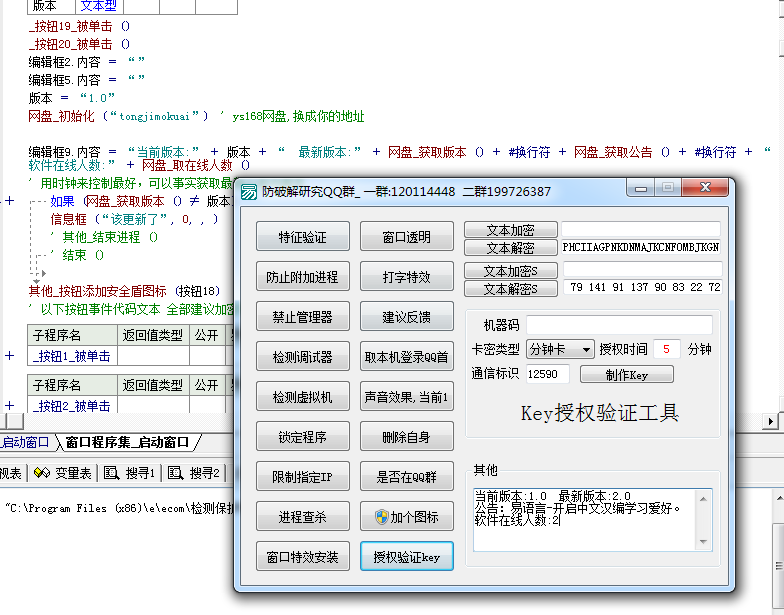 版本 文本型
_按钮19_被单击 ()
_按钮20_被单击 ()
编辑框2.内容 = “”
编辑框5.内容 = “”
版本 = “1.0”
网盘_初始化 (“tongjimokuai”) ' ys168网盘,换成你的地址
编辑框9.内容 = “当前版本:” + 版本 + “  最新版本:” + 网盘_获取版本 () + #换行符 + 网盘_获取公告 () + #换行符 + “
软件在线人数:” + 网盘_取在线人数 ()
' 用时钟来控制最好，可以事实获取最
如果 (网盘_获取版本 () ≠ 版本
信息框 (“该更新了”, 0, , )
' 其他_结束进程 ()
' 结束 ()
其他_按钮添加安全盾图标 (按钮18)
' 以下按钮事件代码文本 全部建议加密
子程序名 返回值类型 公开
_按钮1_被单击
子程序名 返回值类型 公开
_按钮2_被单击
_启动窗口 窗口程序集_启动窗口
视表 变量表 搜寻1 搜寻2
"C:\Program Files (x86)\e\ecom\检测保护
防破解研究QQ群_ 一群:120114448 二群199726387
特征验证 窗口透明
防止附加进程 打字特效
禁止管理器 建议反馈
检测调试器 取本机登录QQ首
检测虚拟机 声音效果,当前1
锁定程序 删除自身
限制指定IP 是否在QQ群
进程查杀 加个图标
窗口特效安装 授权验证key
文本加密
文本解密 PHCIIAGPNKDNMAJKCNFOMBJKGN
文本加密S
文本解密S 79 141 91 137 90 83 22 72
机器码
卡密类型 分钟卡 授权时间 5 分钟
通信标识 12590 制作Key
Key授权验证工具
其他
当前版本:1.0  最新版本:2.0
公告: 易语言-开启中文汉编学习爱好。
软件在线人数:2